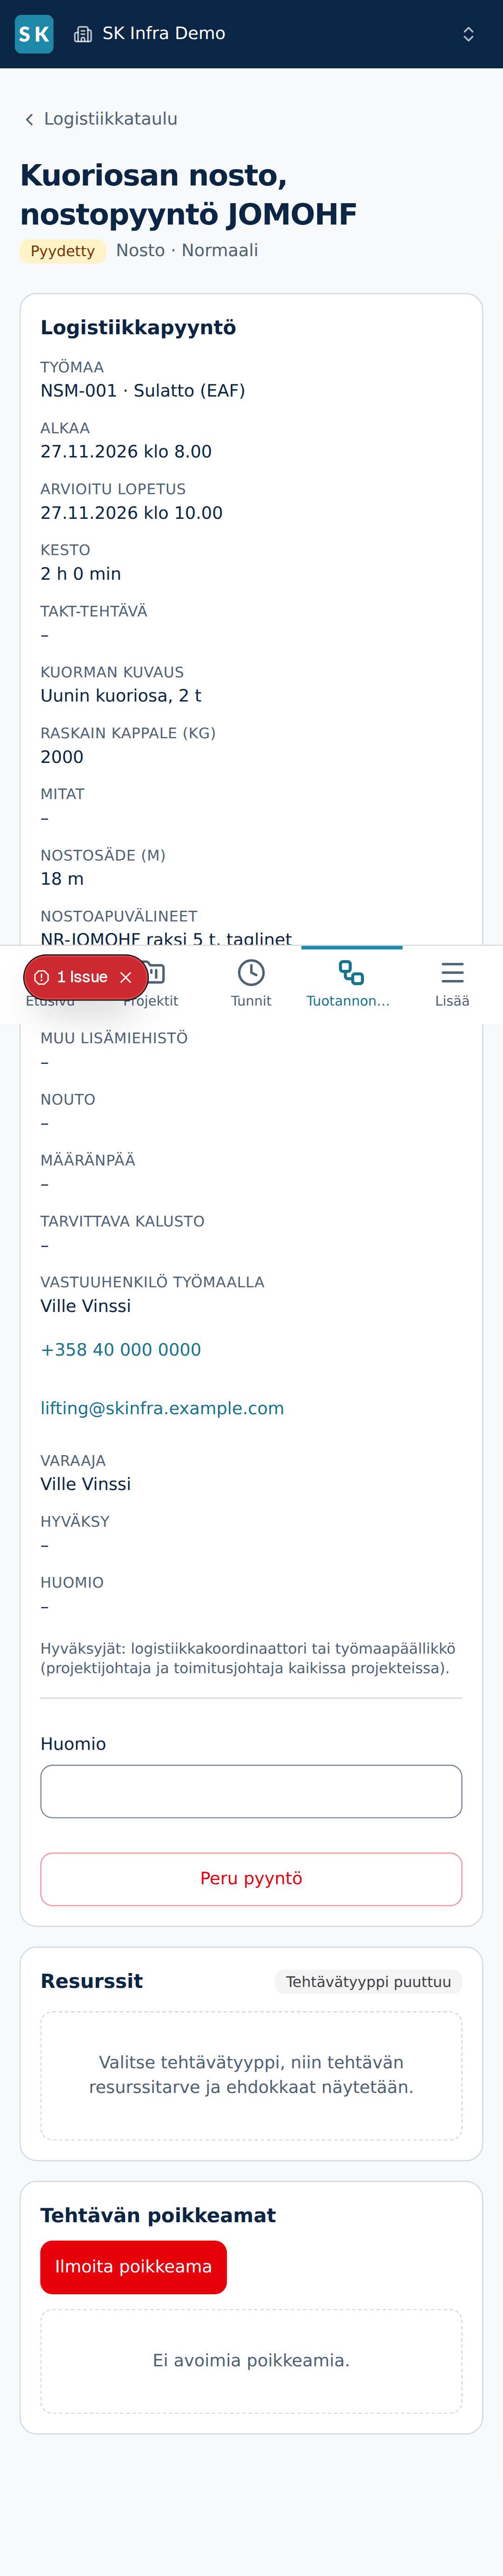 SK
SK Infra Demo
Logistiikkataulu
Kuoriosan nosto,
nostopyyntö JOMOHF
Pyydetty Nosto · Normaali
Logistiikkapyyntö
TYÖMAA
NSM-001 · Sulatto (EAF)
ALKAA
27.11.2026 klo 8.00
ARVIOITU LOPETUS
27.11.2026 klo 10.00
KESTO
2 h 0 min
TAKT-TEHTÄVÄ
–
KUORMAN KUVAUS
Uunin kuoriosa, 2 t
RASKAIN KAPPALE (KG)
2000
MITAT
–
NOSTOSÄDE (M)
18 m
NOSTOAPUVÄLINEET
NR-JOMOHF raksi 5 t, taglinet
1 Issue
Etusivu Projektit Tunnit Tuotannon... Lisää
MUU LISÄMIEHISTÖ
–
NOUTO
–
MÄÄRÄNPÄÄ
–
TARVITTAVA KALUSTO
–
VASTUUHENKILÖ TYÖMAALLA
Ville Vinssi
+358 40 000 0000
lifting@skinfra.example.com
VARAAJA
Ville Vinssi
HYVÄKSY
–
HUOMIO
–
Hyväksyjät: logistiikkakoordinaattori tai työmaapäällikkö
(projektijohtaja ja toimitusjohtaja kaikissa projekteissa).
Huomio
Peru pyyntö
Resurssit
Tehtävätyyppi puuttuu
Valitse tehtävätyyppi, niin tehtävän
resurssitarve ja ehdokkaat näytetään.
Tehtävän poikkeamat
Ilmoita poikkeama
Ei avoimia poikkeamia.